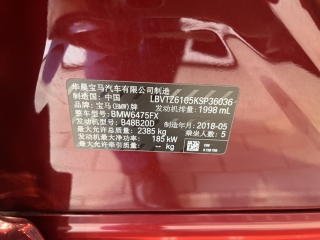 华晨宝马汽车有限公司制造
制造国：中国 LBVTZ6105KSP36036
品牌：宝马(BMW)牌 发动机排量：1998 mL
整车型号：BMW6475FX
发动机型号：B48B20D 制造年月：2018-05
最大允许总质量：2385 kg 乘坐人数：5
发动机最大净功率：185 kW
最大允许牵引质量：-- kg